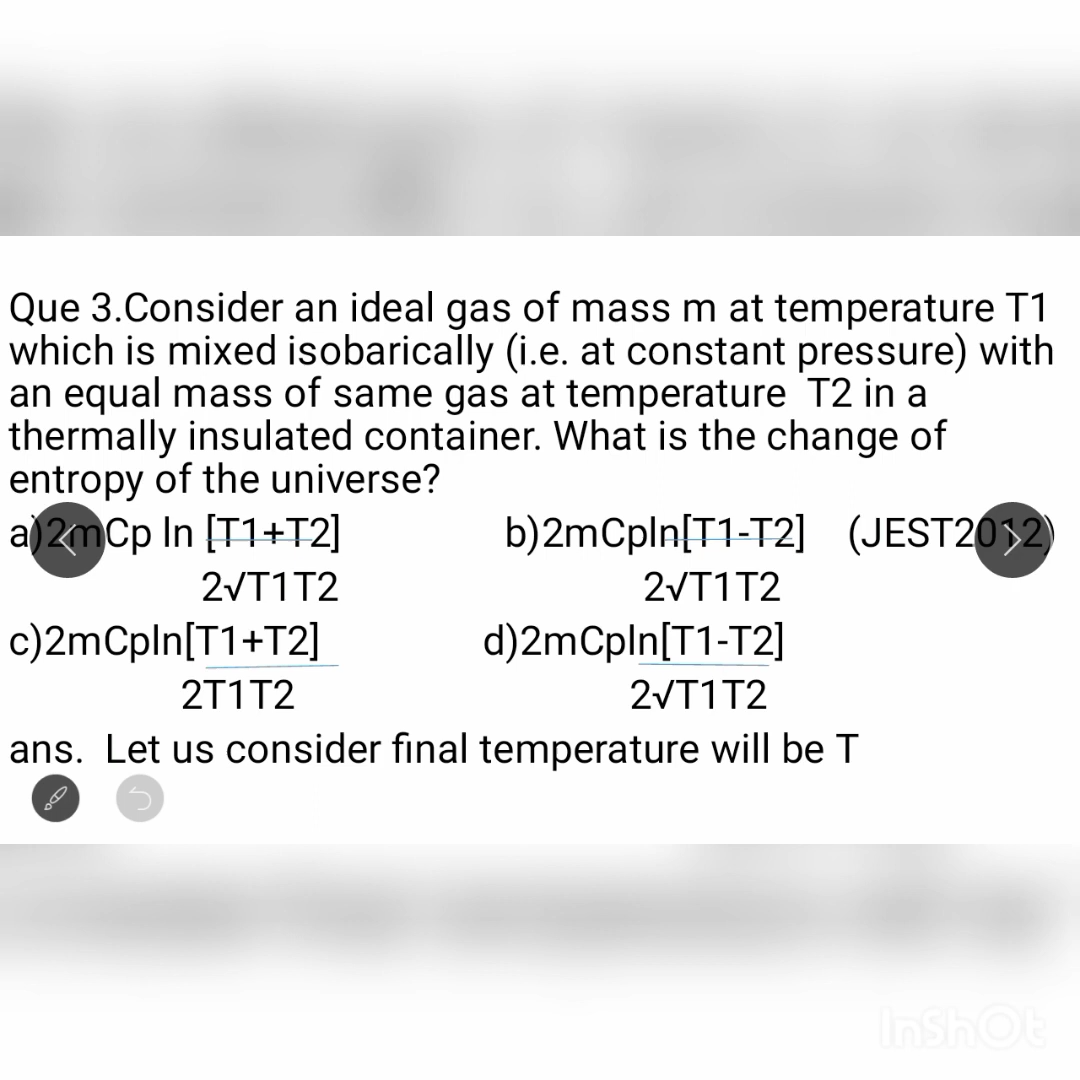 Que 3.Consider an ideal gas of mass m at temperature T1
which is mixed isobarically (i.e. at constant pressure) with
an equal mass of same gas at temperature T2 in a
thermally insulated container. What is the change of
entropy of the universe?
a)2mCp ln [T1+T2] b)2mCpln[T1-T2] (JEST2012)
2√T1T2 2√T1T2
c)2mCpln[T1+T2] d)2mCpln[T1-T2]
2T1T2 2√T1T2
ans. Let us consider final temperature will be T
InShOt